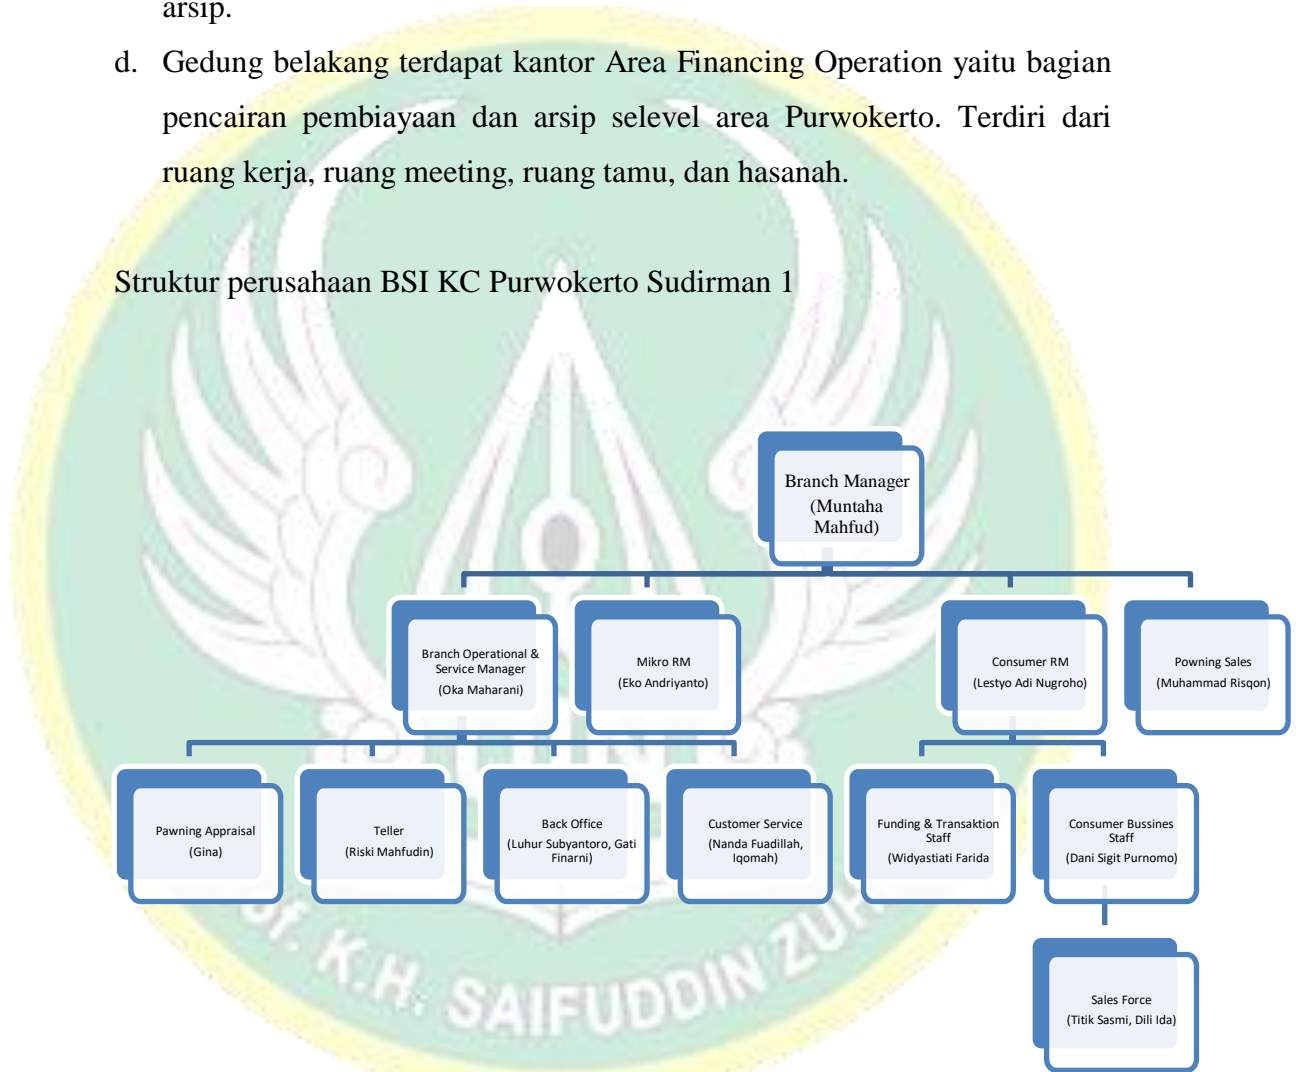 arsip.
d. Gedung belakang terdapat kantor Area Financing Operation yaitu bagian
pencairan pembiayaan dan arsip selevel area Purwokerto. Terdiri dari
ruang kerja, ruang meeting, ruang tamu, dan hasanah.
Struktur perusahaan BSI KC Purwokerto Sudirman 1
Branch Manager
(Muntaha
Mahfud)
Branch Operational &
Service Manager
(Oka Maharani)
Mikro RM
(Eko Andriyanto)
Consumer RM
(Lestyo Adi Nugroho)
Powning Sales
(Muhammad Risqon)
Pawning Appraisal
(Gina)
Teller
(Riski Mahfudin)
Back Office
(Luhur Subyantoro, Gati
Finarni)
Customer Service
(Nanda Fuadillah,
Iqomah)
Funding & Transaktion
Staff
(Widyastiati Farida
Consumer Bussines
Staff
(Dani Sigit Purnomo)
Sales Force
(Titik Sasmi, Dili Ida)
K.H. SAIFUDDIN